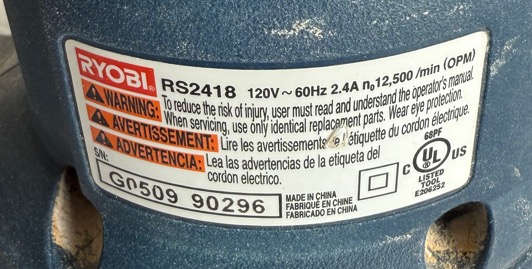 RYOBI RS2418 120V ~ 60Hz 2.4A n₀12,500 /min (OPM)
WARNING: To reduce the risk of injury, user must read and understand the operator's manual.
When servicing, use only identical replacement parts. Wear eye protection.
AVERTISSEMENT: Lire les avertissements étiquette du cordon électrique.
ADVERTENCIA: Lea las advertencias de la etiqueta del
cordon electrico.
SN:
G0509 90296
MADE IN CHINA
FABRIQUÉ EN CHINE
FABRICADO EN CHINA
68PF
C UL US
LISTED
TOOL
E206252